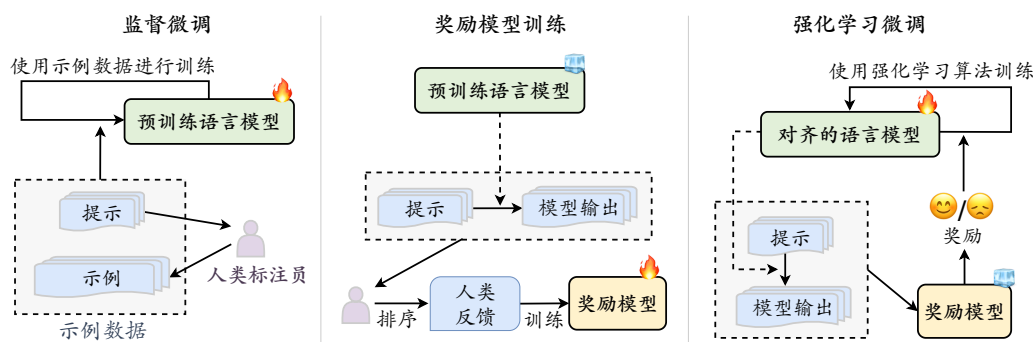 监督微调
使用示例数据进行训练
预训练语言模型
提示
示例
人类标注员
示例数据
奖励模型训练
预训练语言模型
提示
模型输出
排序
人类
反馈
训练
奖励模型
强化学习微调
使用强化学习算法训练
对齐的语言模型
/
奖励
提示
模型输出
奖励模型